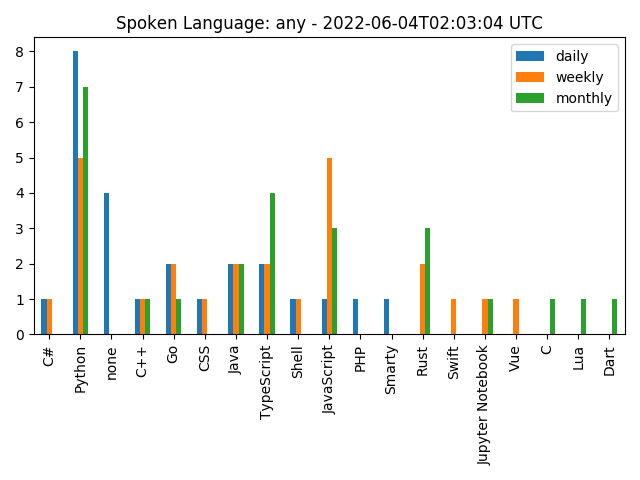 Spoken Language: any - 2022-06-04T02:03:04 UTC
daily
weekly
monthly
8
7
6
5
4
3
2
1
0
C#
Python
none
C++
Go
CSS
Java
TypeScript
Shell
JavaScript
PHP
Smarty
Rust
Swift
Jupyter Notebook
Vue
C
Lua
Dart